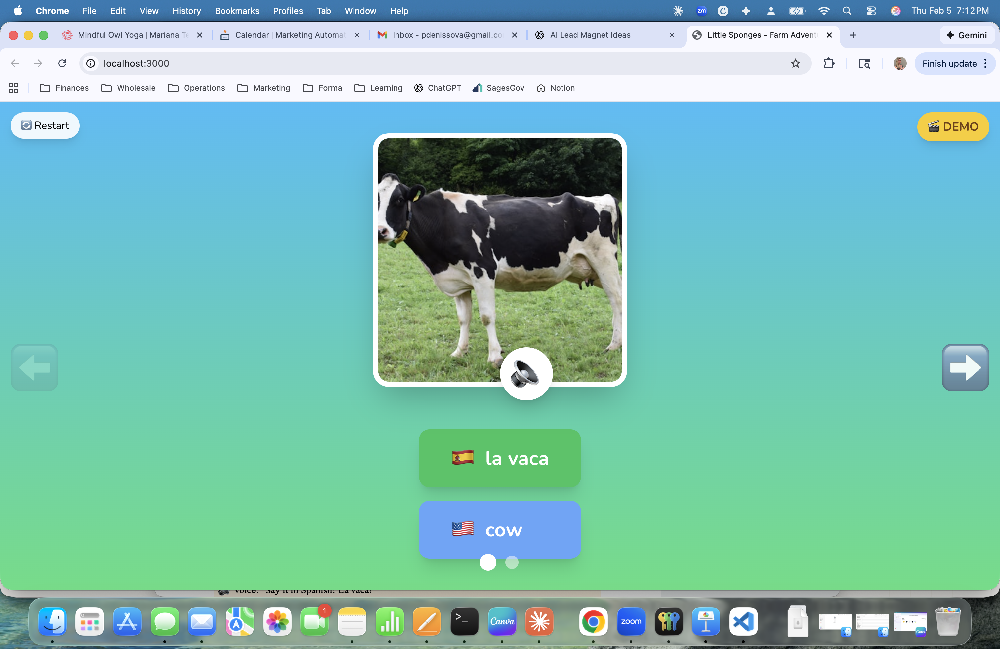 Chrome File Edit View History Bookmarks Profiles Tab Window Help zm Thu Feb 5 7:12 PM
Mindful Owl Yoga | Mariana Te Calendar | Marketing Automat Inbox - pdenissova@gmail.co AI Lead Magnet Ideas Little Sponges - Farm Advent Gemini
localhost:3000 Finish update
Finances Wholesale Operations Marketing Forma Learning ChatGPT SagesGov Notion
Restart
DEMO
la vaca
cow
Voice: "Say it in Spanish! La vaca!
1
Canva zoom
Canva